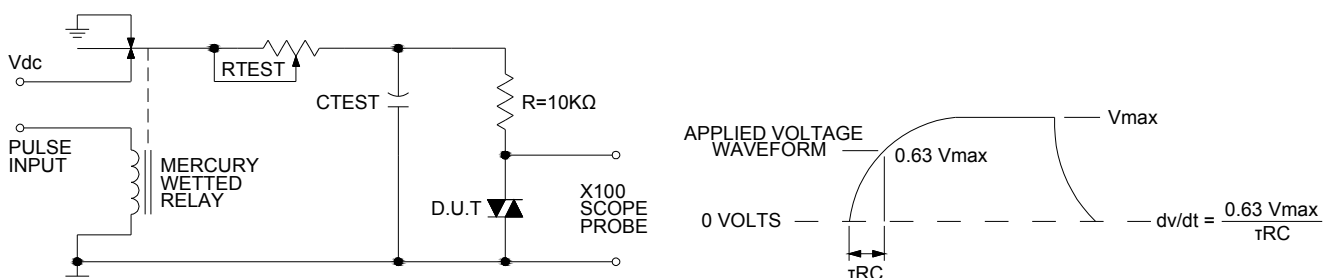 Vdc
RTEST
CTEST
R=10KΩ
PULSE
INPUT
MERCURY
WETTED
RELAY
D.U.T
X100
SCOPE
PROBE
APPLIED VOLTAGE
WAVEFORM
Vmax
0.63 Vmax
0 VOLTS
dv/dt = 0.63 Vmax
τRC
τRC